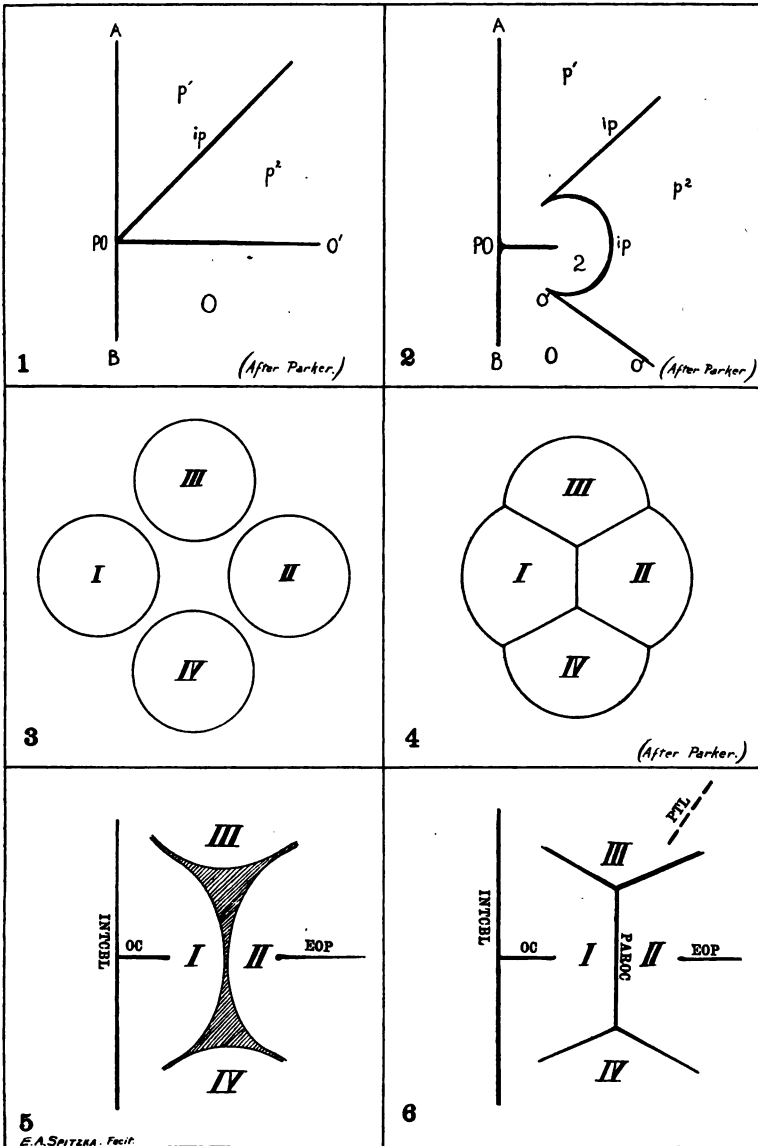 A
p′
ip
p²
PO
O′
O
B
1
(After Parker.)
A
p′
ip
p²
PO
ip
2
o′
O
o′
B
2
(After Parker)
III
I
II
IV
3
III
I
II
IV
4
(After Parker.)
III
INTCBL
OC
I
II
EOP
IV
5
E.A. SPITZKA. Fecit.
PTL
III
INTCBL
OC
I
PAROC
II
EOP
IV
6